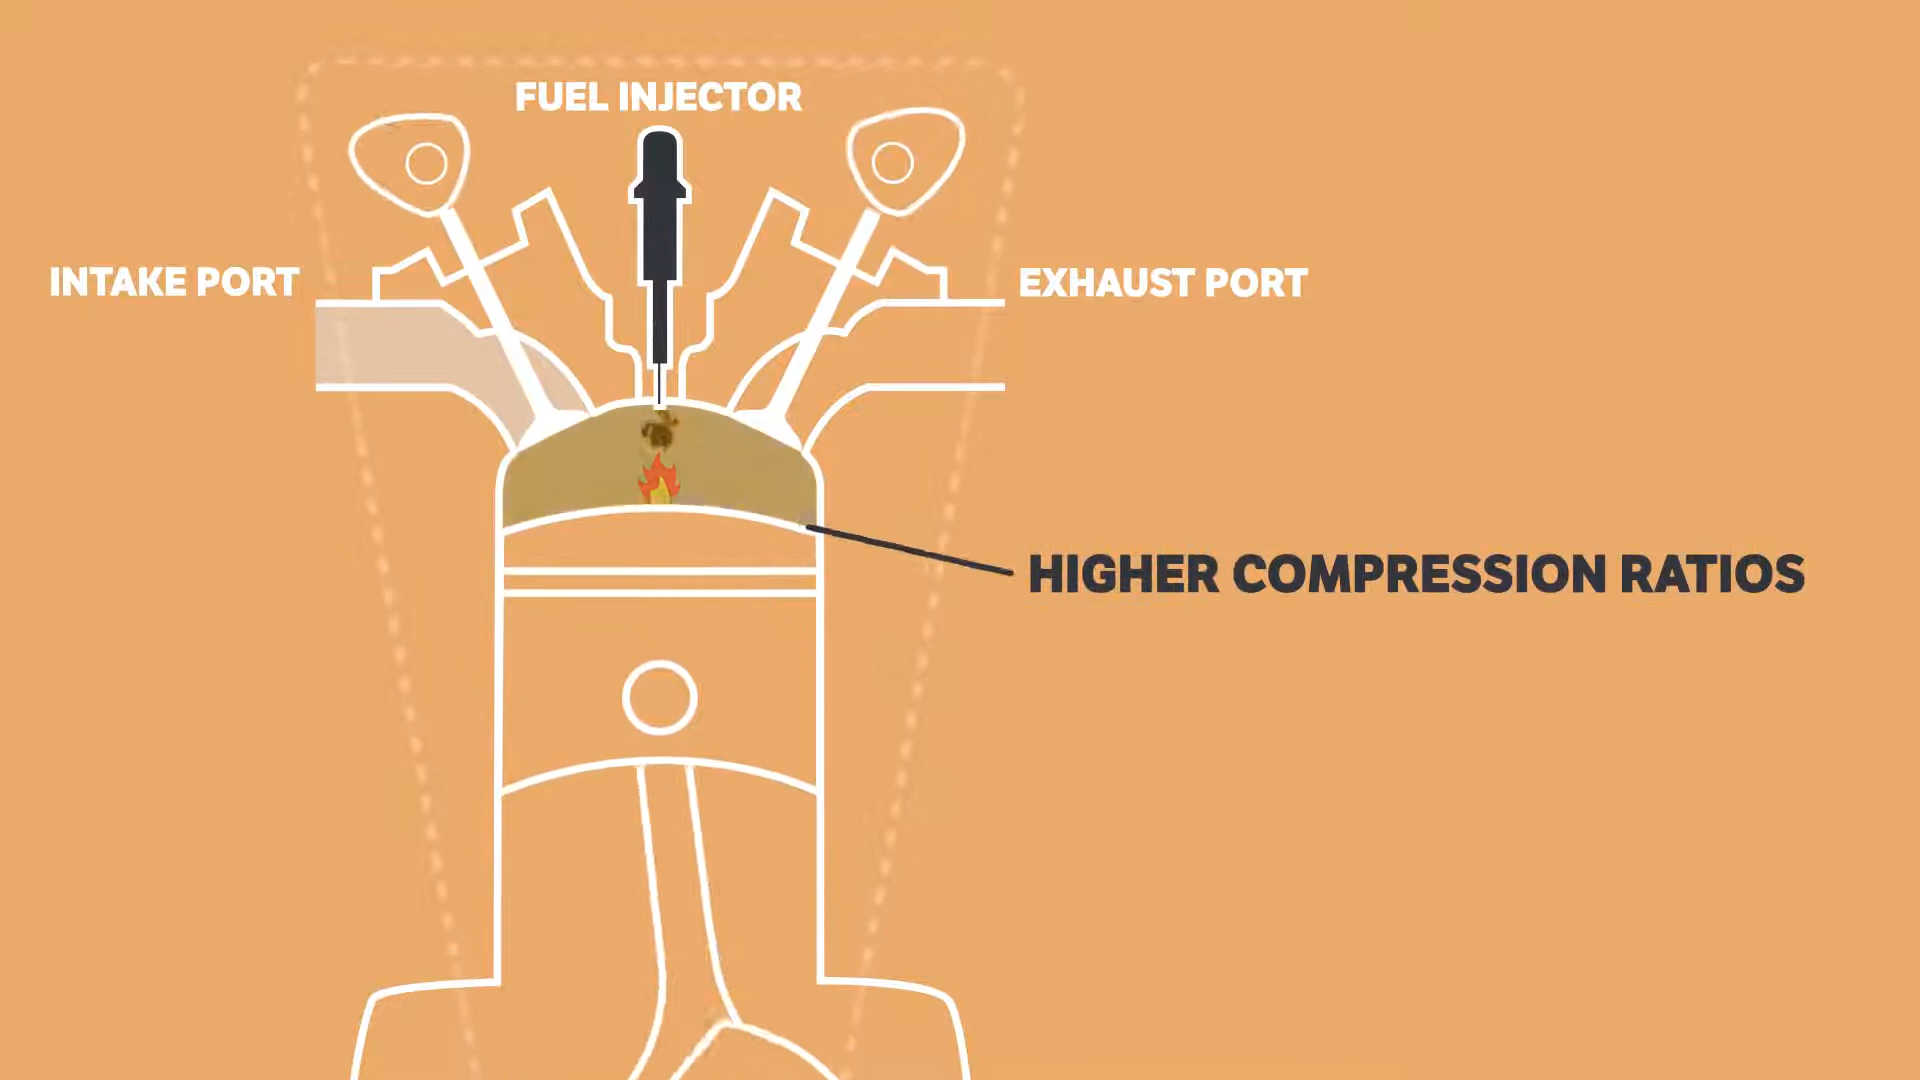 FUEL INJECTOR
INTAKE PORT
EXHAUST PORT
HIGHER COMPRESSION RATIOS